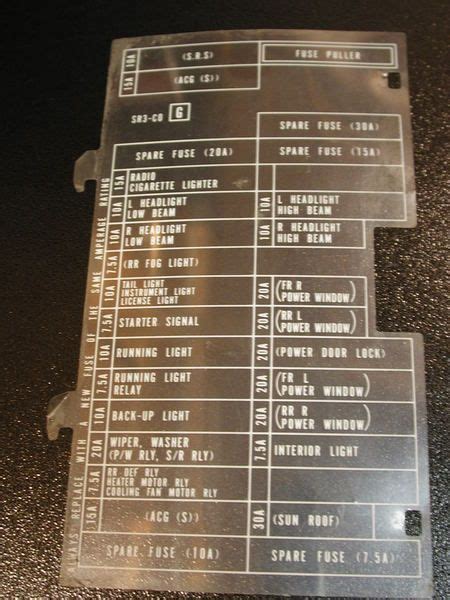 10A (S.R.S) FUSE PULLER
15A (ACG (S))
SR3-C0 G
SPARE FUSE (30A)
SPARE FUSE (20A) SPARE FUSE (15A)
15A RADIO
CIGARETTE LIGHTER
10A L HEADLIGHT
LOW BEAM
10A L HEADLIGHT
HIGH BEAM
10A R HEADLIGHT
LOW BEAM
10A R HEADLIGHT
HIGH BEAM
7.5A (RR FOG LIGHT)
10A TAIL LIGHT
INSTRUMENT LIGHT
LICENSE LIGHT
20A (FR R
POWER WINDOW)
7.5A STARTER SIGNAL
20A (RR L
POWER WINDOW)
10A RUNNING LIGHT
20A (POWER DOOR LOCK)
7.5A RUNNING LIGHT
RELAY
20A (FR L
POWER WINDOW)
10A BACK-UP LIGHT
20A (RR R
POWER WINDOW)
20A WIPER, WASHER
(P/W RLY, S/R RLY)
7.5A INTERIOR LIGHT
7.5A RR DEF RLY
HEATER MOTOR RLY
COOLING FAN MOTOR RLY
15A (ACG (S))
30A (SUN ROOF)
SPARE FUSE (10A) SPARE FUSE (7.5A)
ALWAYS REPLACE WITH A NEW FUSE OF THE SAME AMPERAGE RATING